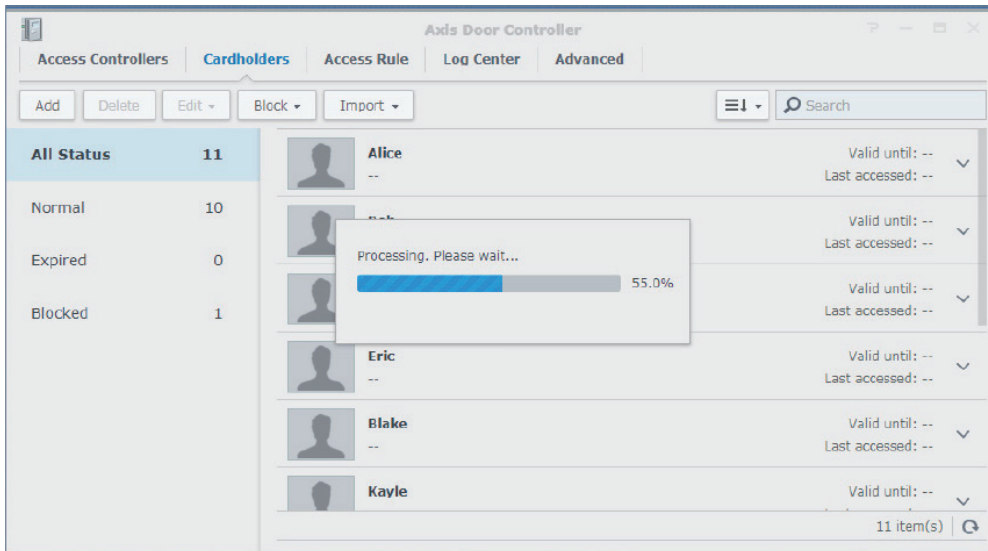 Axis Door Controller
Access Controllers Cardholders Access Rule Log Center Advanced
Add Delete Edit Block Import Search
All Status 11
Normal 10
Expired 0
Blocked 1
Alice
--
Valid until: --
Last accessed: --
Valid until: --
Last accessed: --
Processing. Please wait...
55.0%
Valid until: --
Last accessed: --
Eric
--
Valid until: --
Last accessed: --
Blake
--
Valid until: --
Last accessed: --
Kayle
Valid until: --
11 item(s)